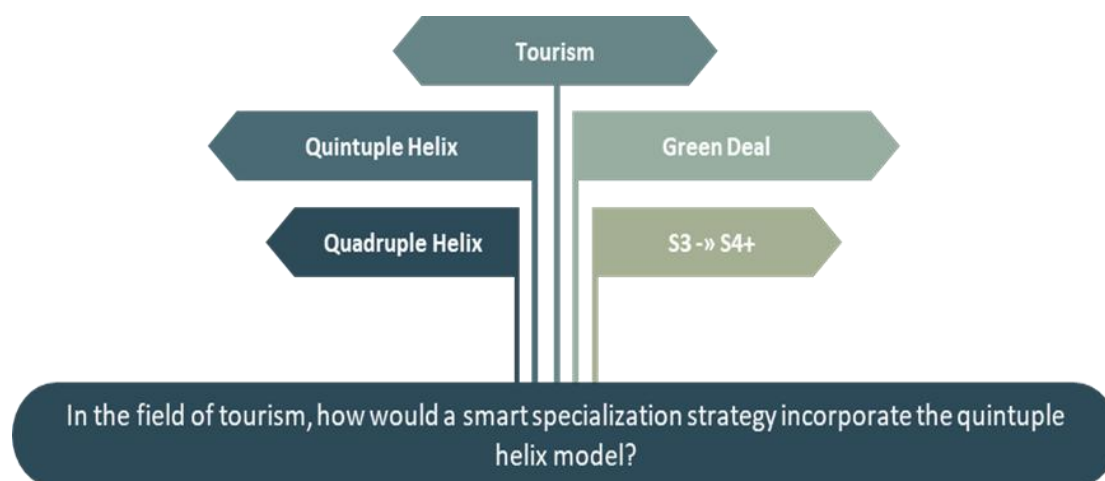 Tourism
Quintuple Helix
Green Deal
Quadruple Helix
S3 -» S4+
In the field of tourism, how would a smart specialization strategy incorporate the quintuple
helix model?